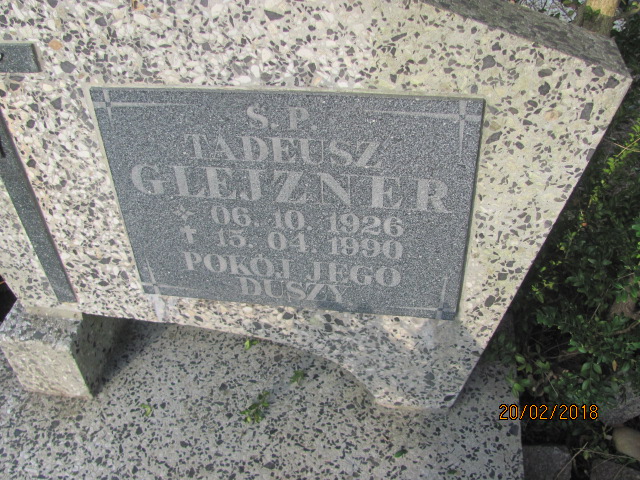 Ś.P.
TADEUSZ
GLEJZNER
06.10.1926
15.04.1990
POKÓJ JEGO
DUSZY
20/02/2018